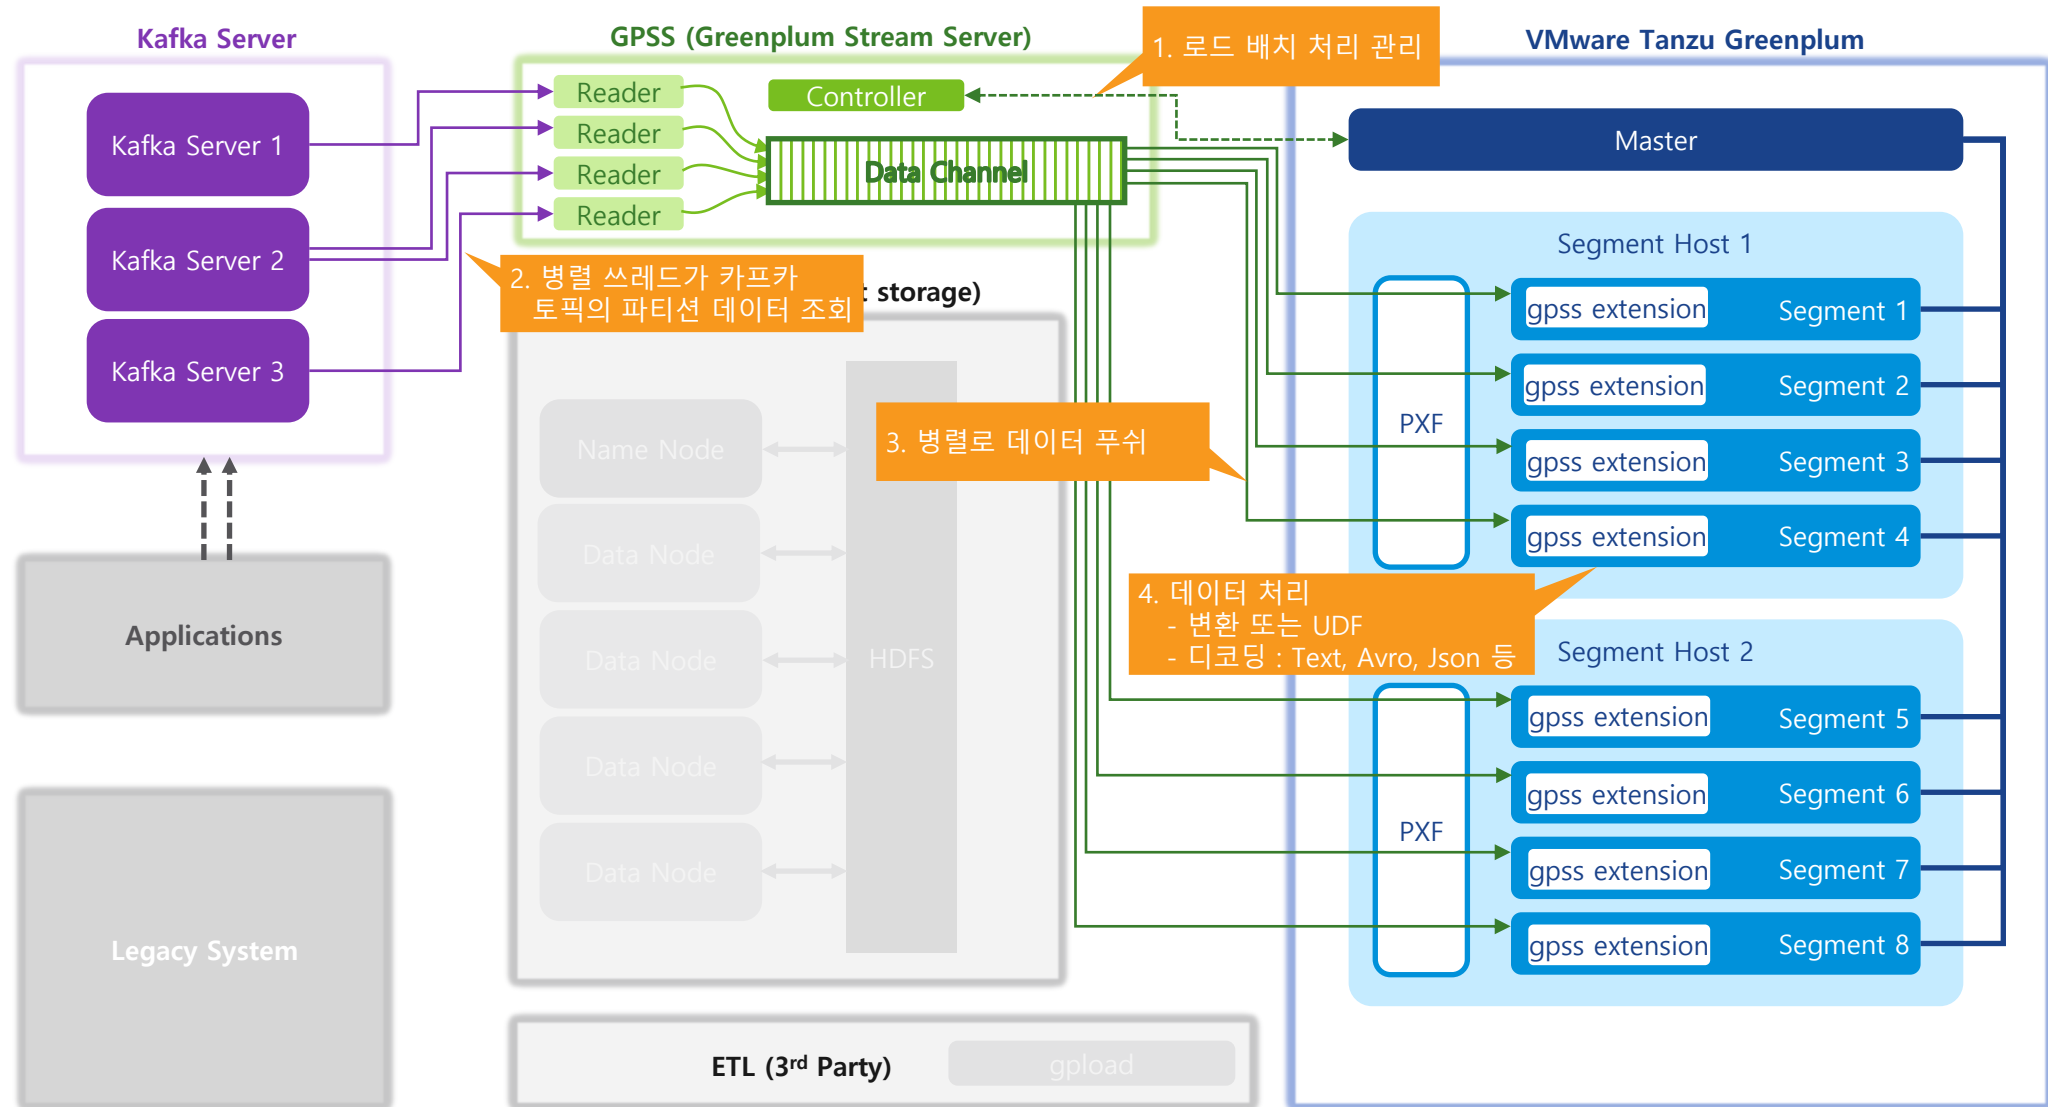 Kafka Server
Kafka Server 1
Kafka Server 2
Kafka Server 3
Applications
Legacy System
GPSS (Greenplum Stream Server)
Reader
Reader
Reader
Reader
Controller
Data Channel
1. 로드 배치 처리 관리
2. 병렬 쓰레드가 카프카
토픽의 파티션 데이터 조회
t storage)
Name Node
Data Node
Data Node
Data Node
Data Node
HDFS
3. 병렬로 데이터 푸쉬
4. 데이터 처리
- 변환 또는 UDF
- 디코딩 : Text, Avro, Json 등
ETL (3rd Party)
gpload
VMware Tanzu Greenplum
Master
Segment Host 1
PXF
gpss extension Segment 1
gpss extension Segment 2
gpss extension Segment 3
gpss extension Segment 4
Segment Host 2
PXF
gpss extension Segment 5
gpss extension Segment 6
gpss extension Segment 7
gpss extension Segment 8